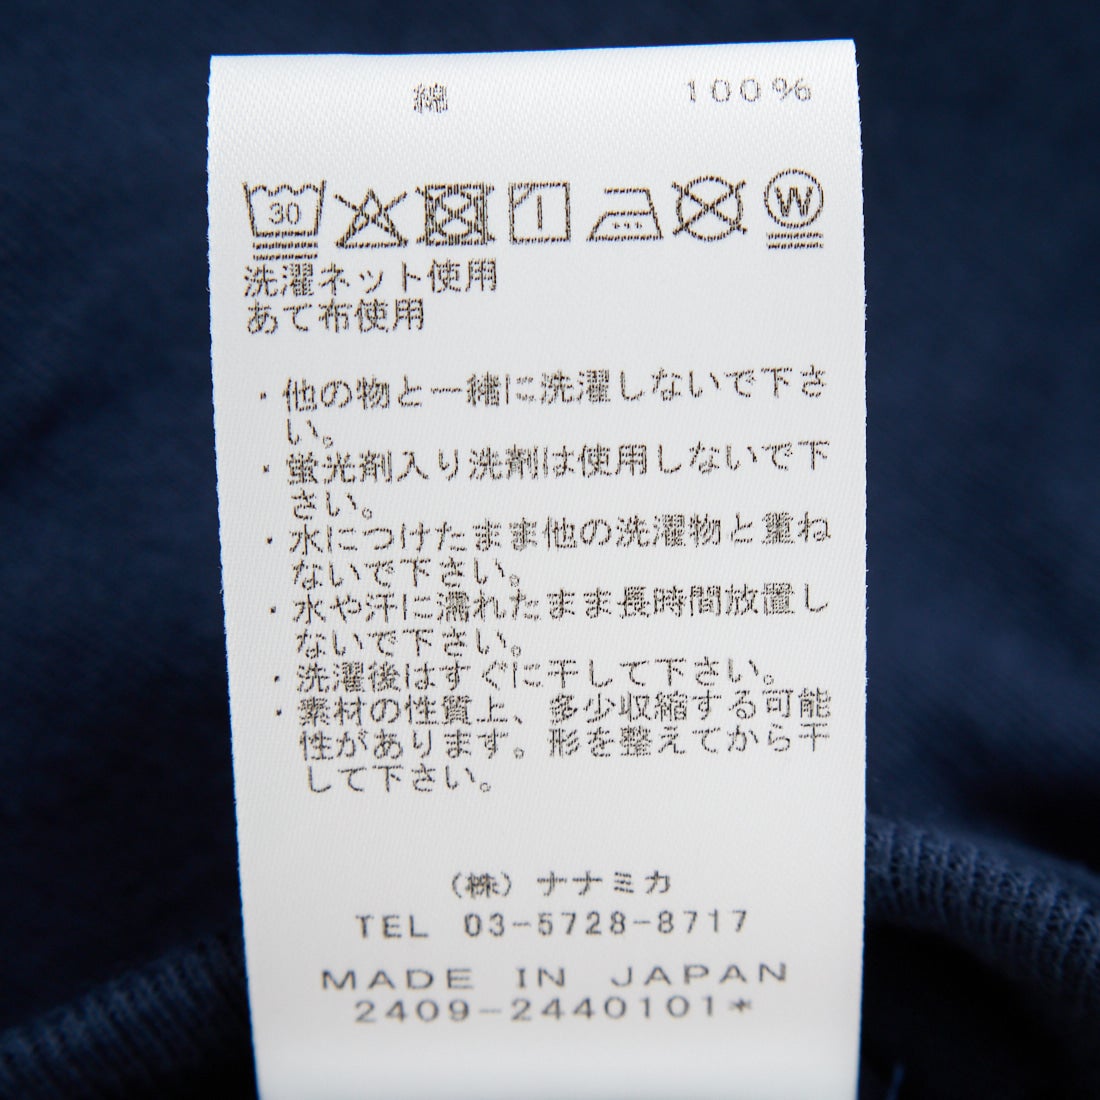 綿 100%
30 W
洗濯ネット使用
あて布使用
・他の物と一緒に洗濯しないで下さ
い。
・蛍光剤入り洗剤は使用しないで下
さい。
・水につけたまま他の洗濯物と重ね
ないで下さい。
・水や汗に濡れたまま長時間放置し
ないで下さい。
・洗濯後はすぐに干して下さい。
・素材の性質上、多少収縮する可能
性があります。形を整えてから干
して下さい。
(株)ナナミカ
TEL 03-5728-8717
MADE IN JAPAN
2409-2440101*